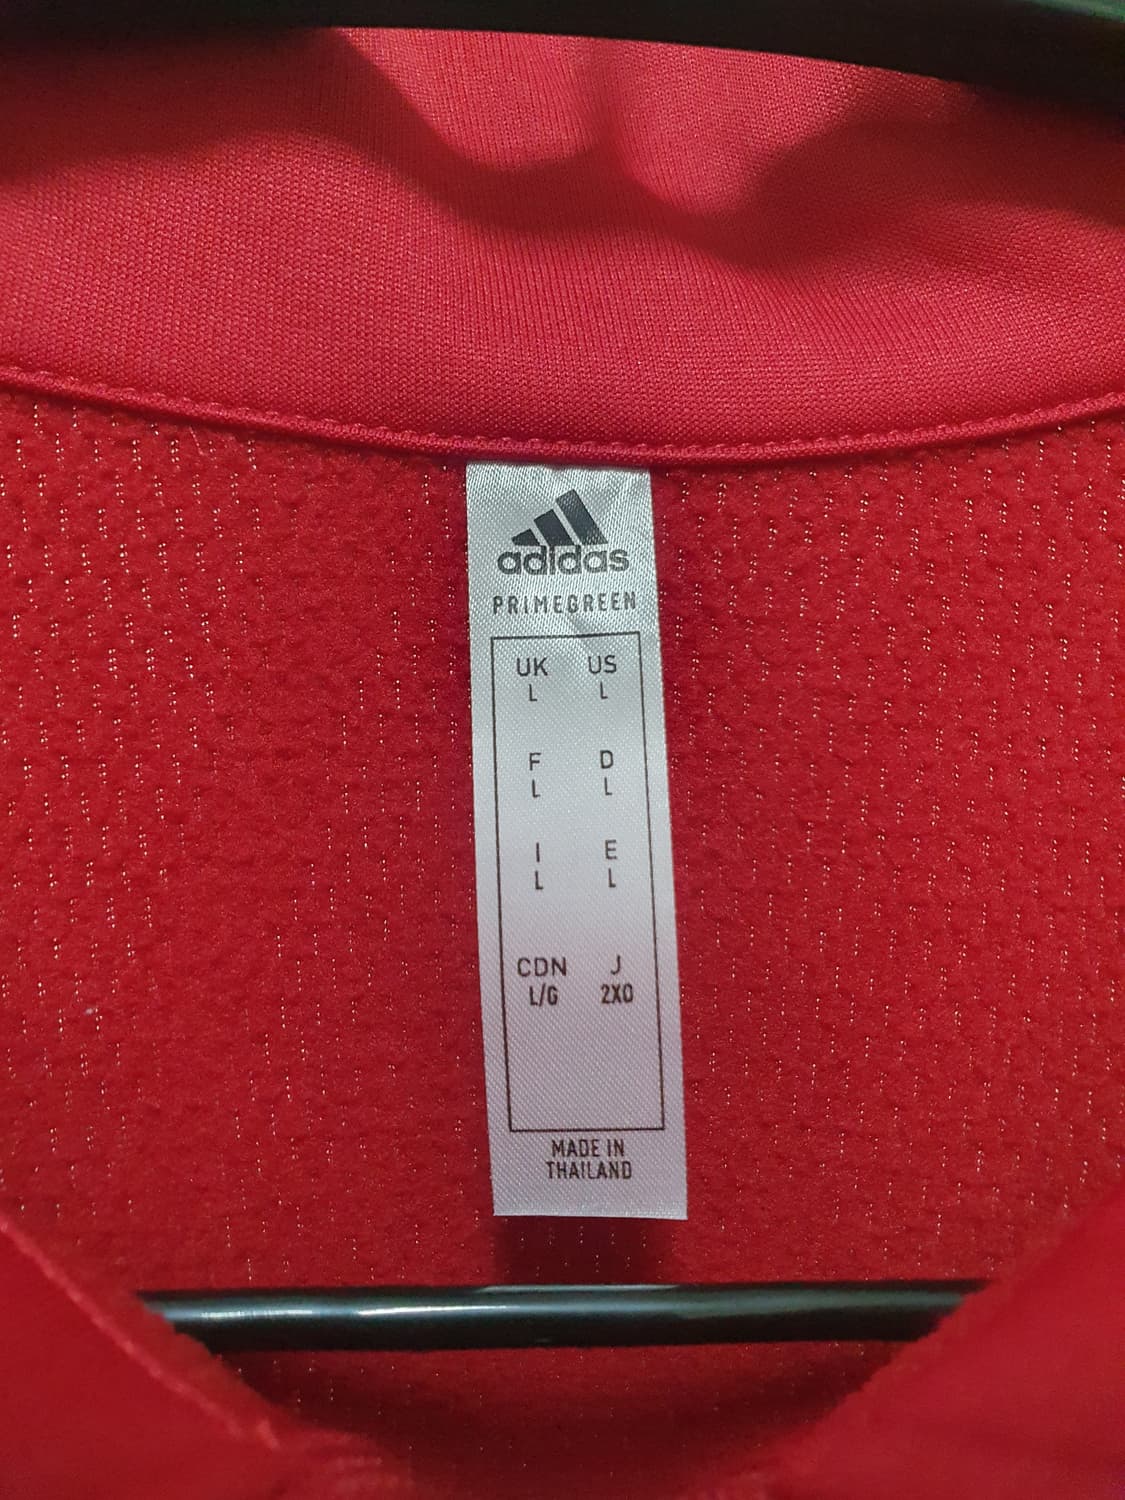 adidas
PRIMEGREEN
UK US
L L
F D
L L
I E
L L
CDN J
L/G 2XO
MADE IN
THAILAND